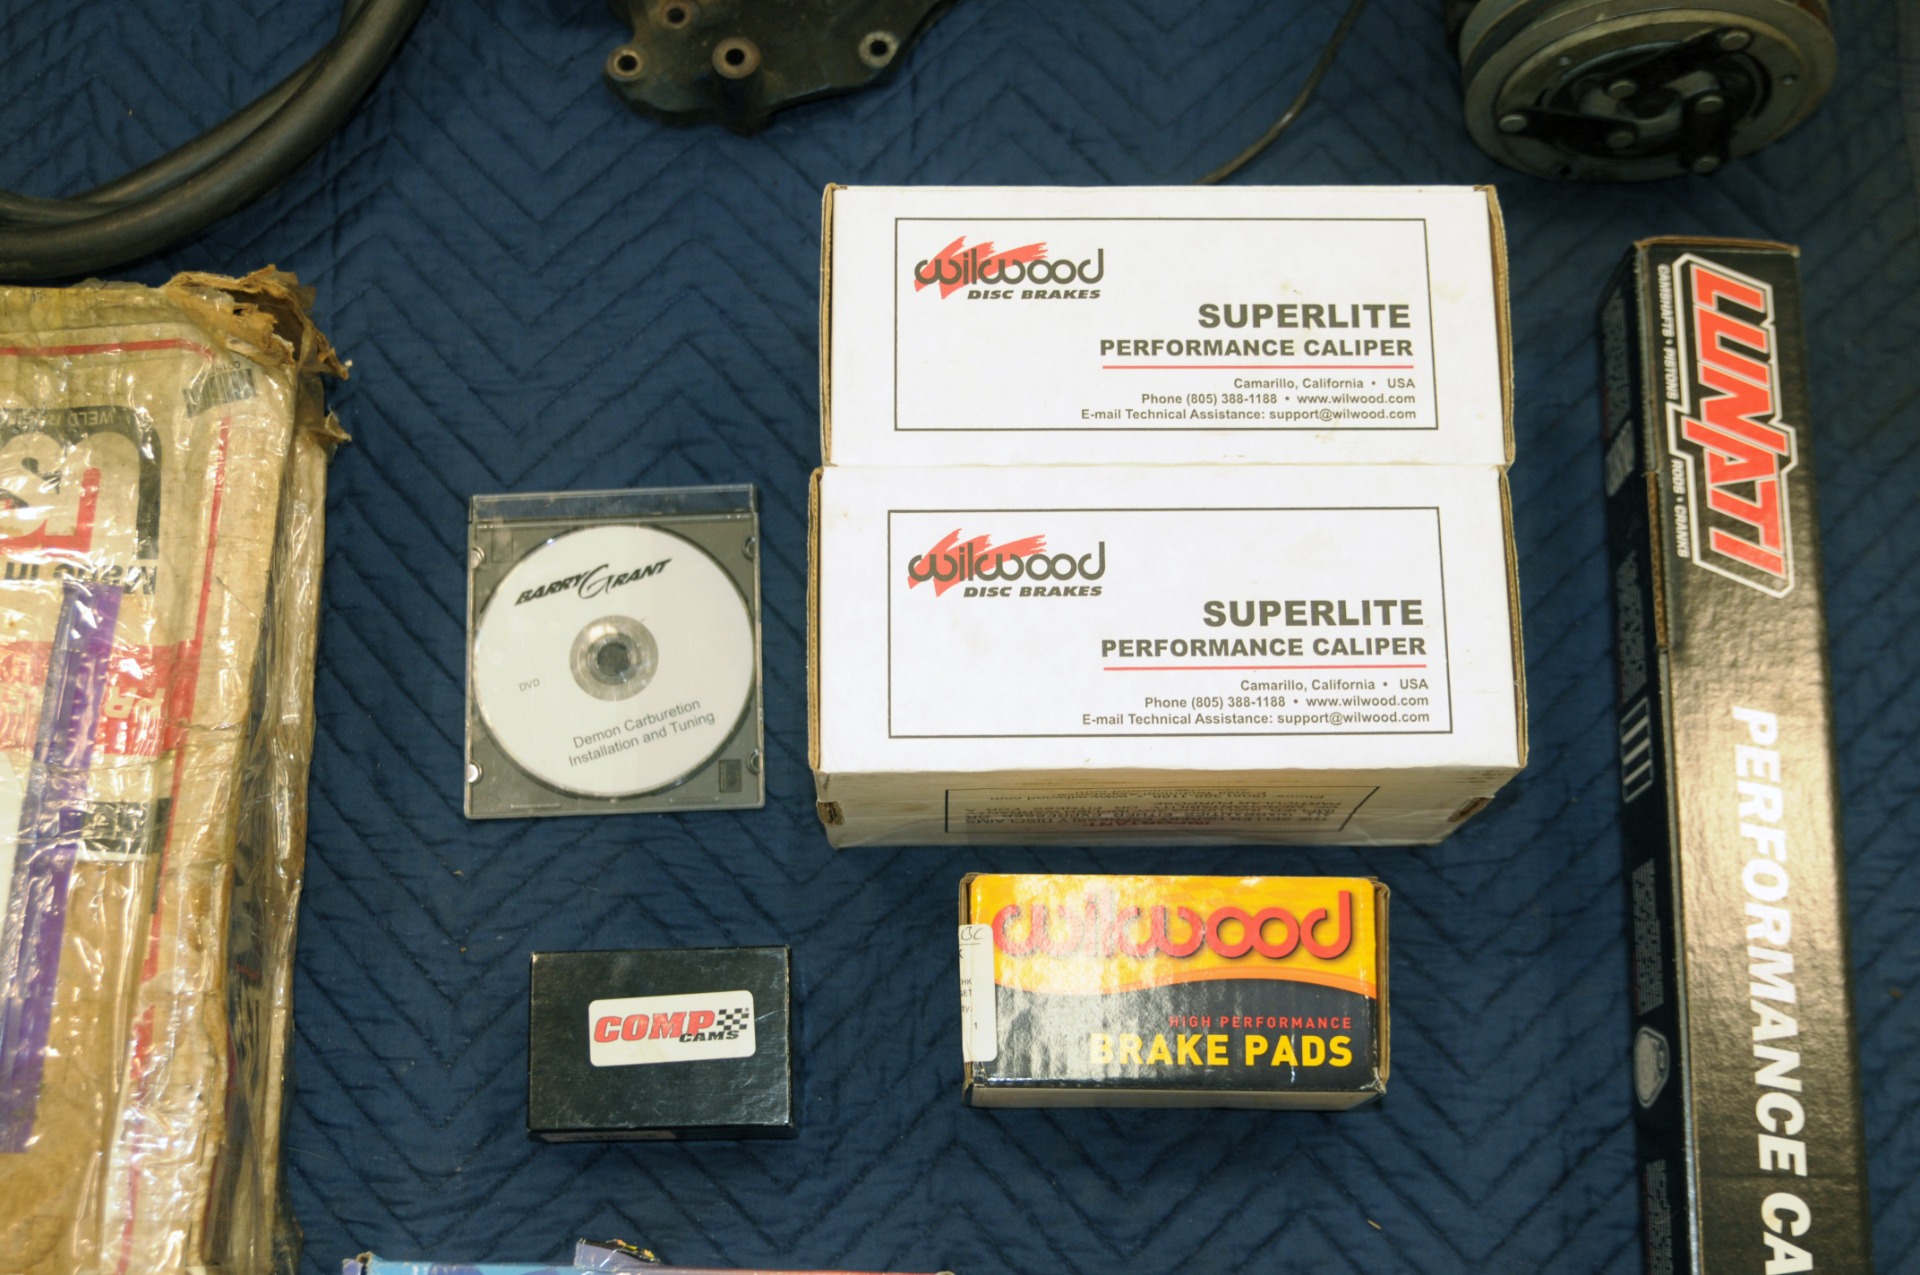 wilwood
DISC BRAKES
SUPERLITE
PERFORMANCE CALIPER
Camarillo, California • USA
Phone (805) 388-1188 • www.wilwood.com
E-mail Technical Assistance: support@wilwood.com
wilwood
DISC BRAKES
SUPERLITE
PERFORMANCE CALIPER
Camarillo, California • USA
Phone (805) 388-1188 • www.wilwood.com
E-mail Technical Assistance: support@wilwood.com
BARRY GRANT
DVD
Demon Carburetion
Installation and Tuning
COMP
CAMS
wilwood
HIGH PERFORMANCE
BRAKE PADS
LUNATI
CAMSHAFTS • PISTONS RODS • CRANKS
PERFORMANCE CA